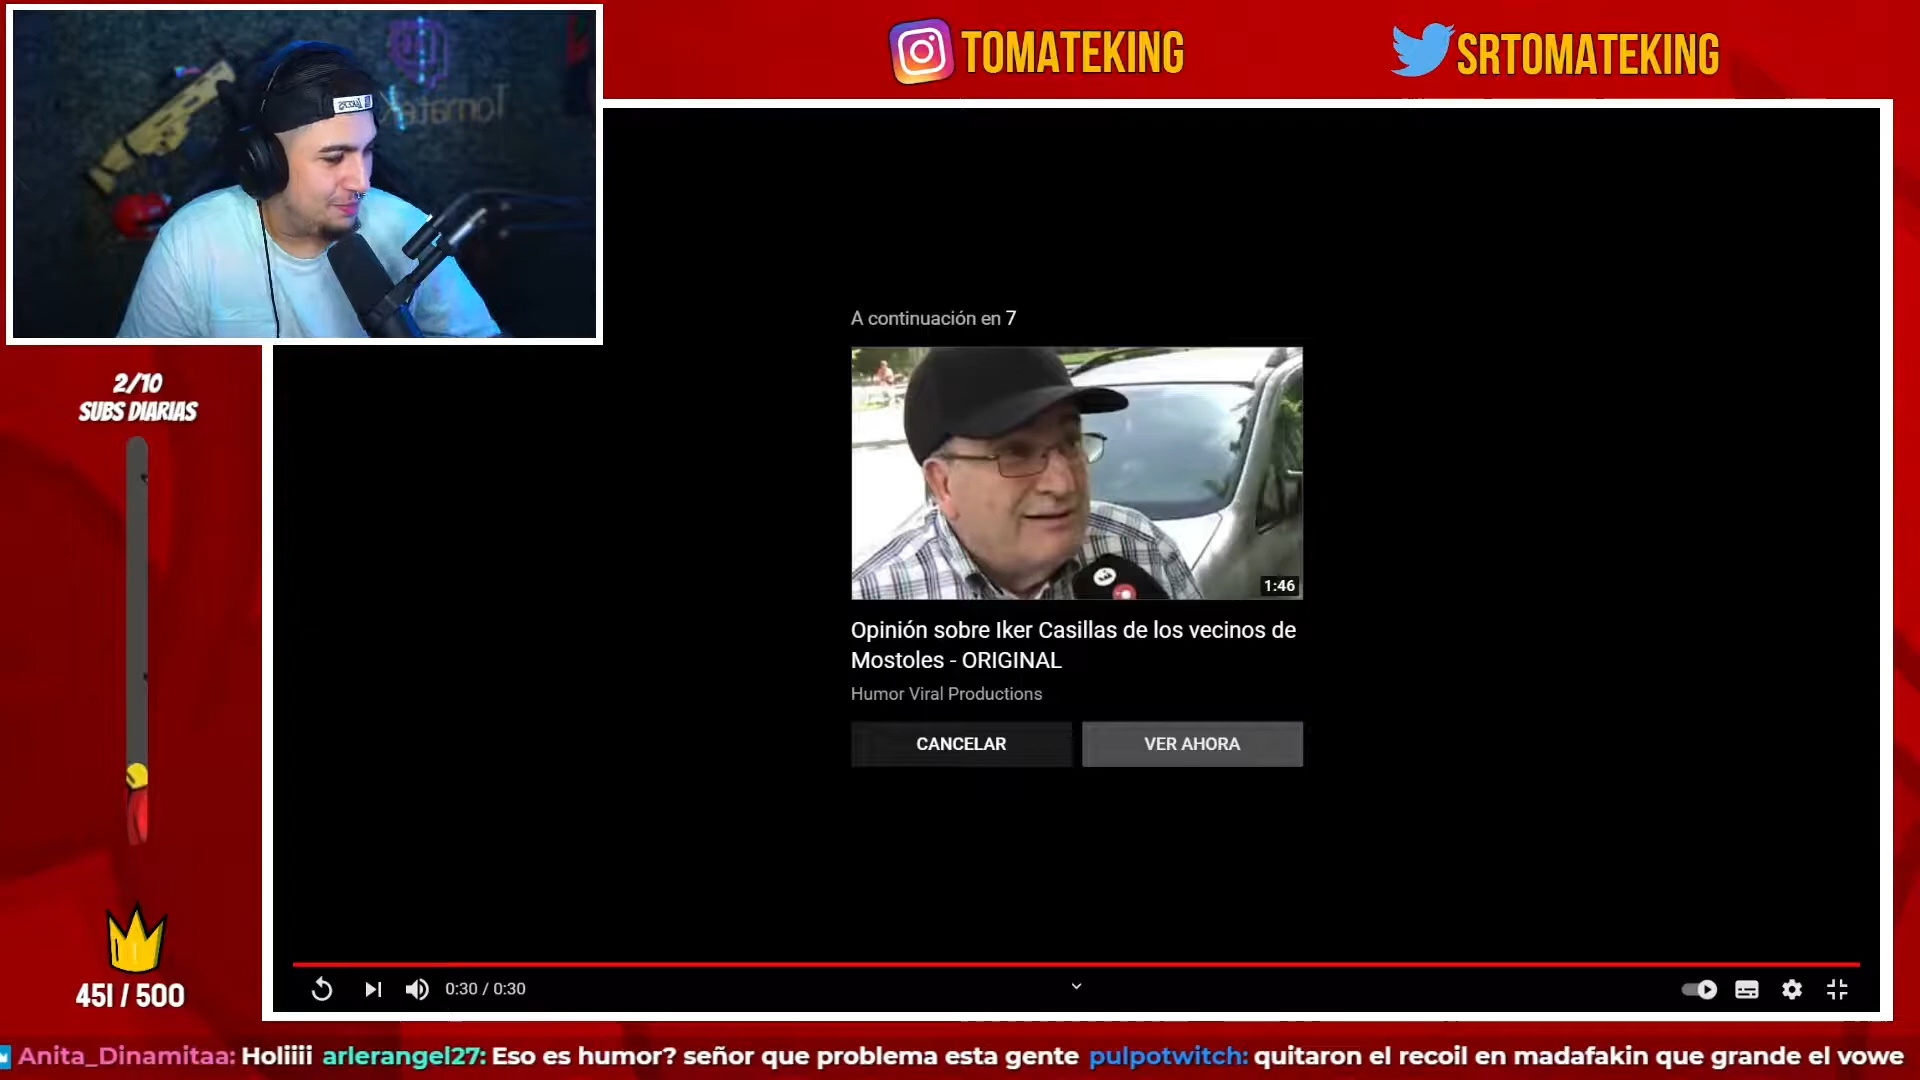 TOMATEKING
SRTOMATEKING
A continuación en 7
1:46
Opinión sobre Iker Casillas de los vecinos de
Mostoles - ORIGINAL
Humor Viral Productions
CANCELAR
VER AHORA
2/10
SUBS DIARIAS
451 / 500
0:30 / 0:30
Anita_Dinamitaa: Holiiii arlerangel27: Eso es humor? señor que problema esta gente pulpotwitch: quitaron el recoil en madafakin que grande el vowe